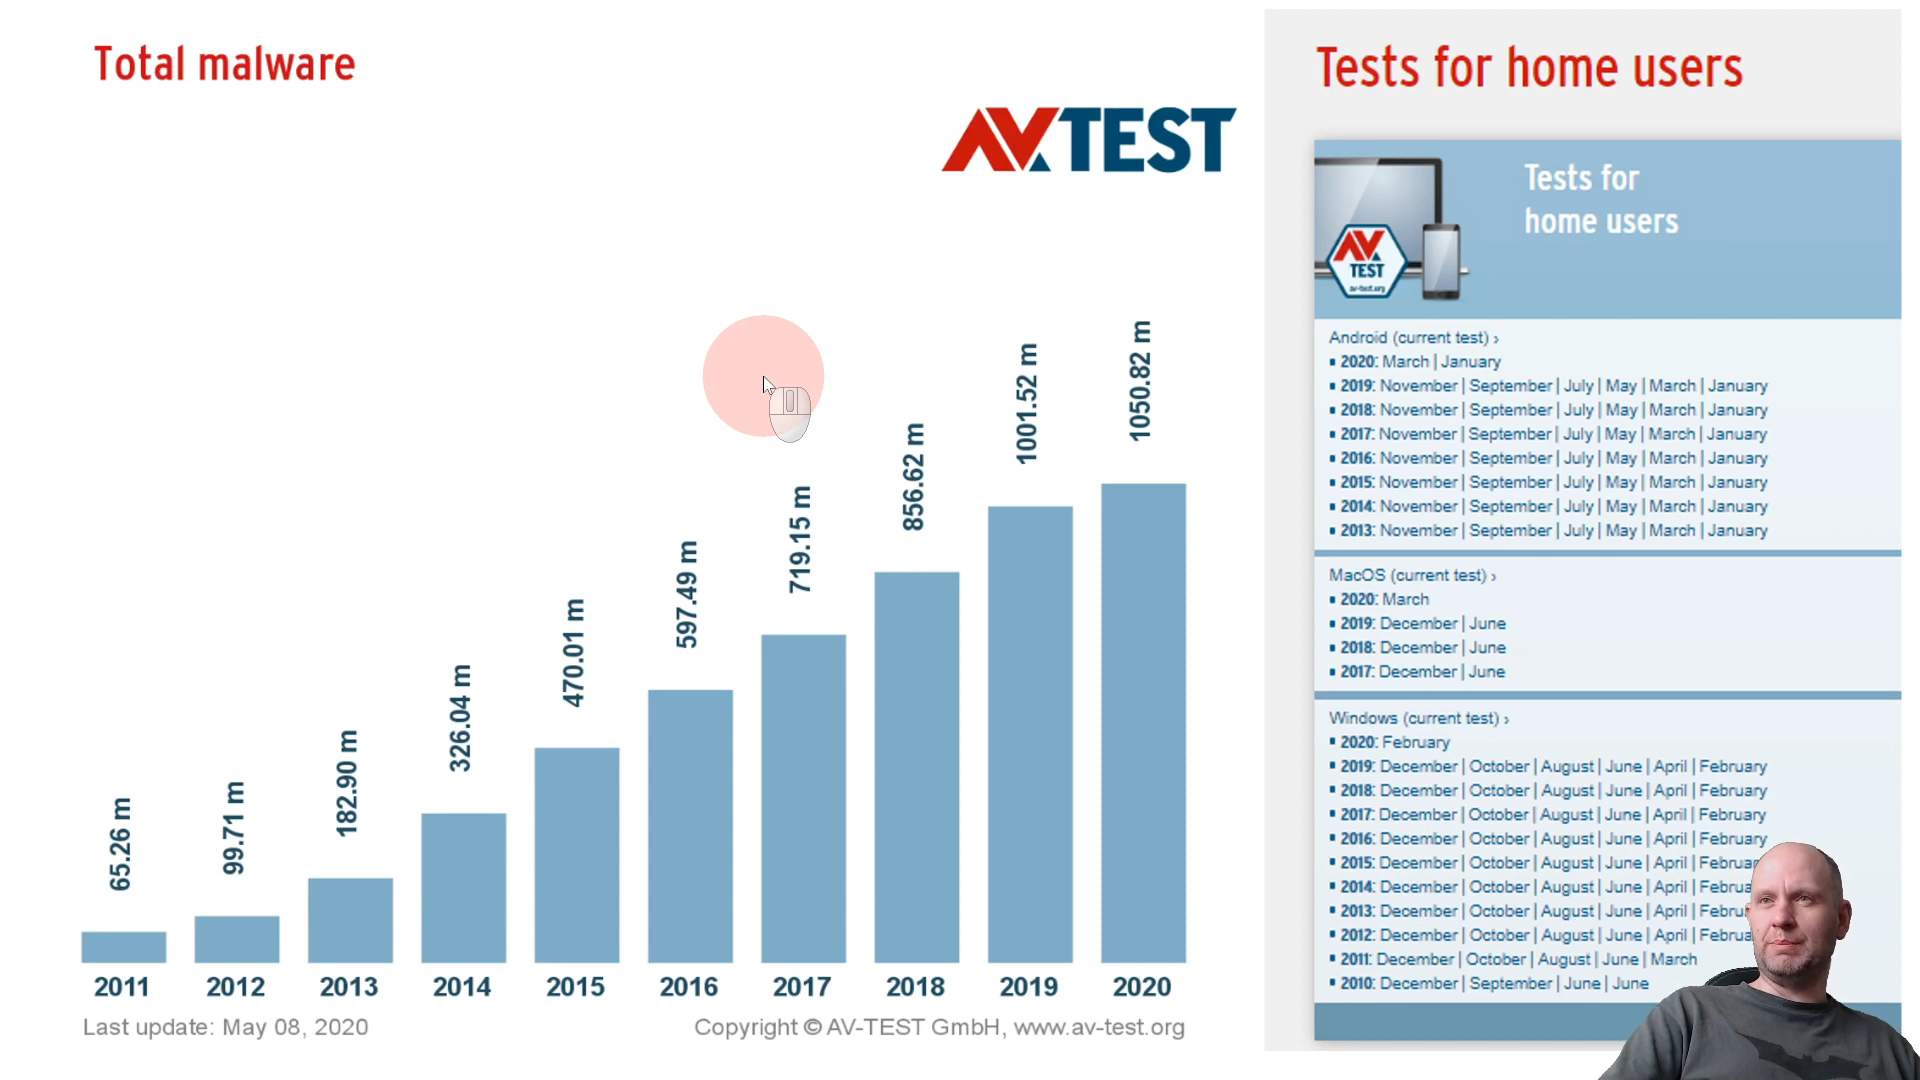 Total malware
AVTEST
65.26 m
99.71 m
182.90 m
326.04 m
470.01 m
597.49 m
719.15 m
856.62 m
1001.52 m
1050.82 m
2011
2012
2013
2014
2015
2016
2017
2018
2019
2020
Last update: May 08, 2020
Copyright © AV-TEST GmbH, www.av-test.org
Tests for home users
AV
TEST
av-test.org
Tests for
home users
Android (current test) ›
▪ 2020: March | January
▪ 2019: November | September | July | May | March | January
▪ 2018: November | September | July | May | March | January
▪ 2017: November | September | July | May | March | January
▪ 2016: November | September | July | May | March | January
▪ 2015: November | September | July | May | March | January
▪ 2014: November | September | July | May | March | January
▪ 2013: November | September | July | May | March | January
MacOS (current test) ›
▪ 2020: March
▪ 2019: December | June
▪ 2018: December | June
▪ 2017: December | June
Windows (current test) ›
▪ 2020: February
▪ 2019: December | October | August | June | April | February
▪ 2018: December | October | August | June | April | February
▪ 2017: December | October | August | June | April | February
▪ 2016: December | October | August | June | April | February
▪ 2015: December | October | August | June | April | Februa
▪ 2014: December | October | August | June | April | Februa
▪ 2013: December | October | August | June | April | Febru
▪ 2012: December | October | August | June | April | Februa
▪ 2011: December | October | August | June | March
▪ 2010: December | September | June | June